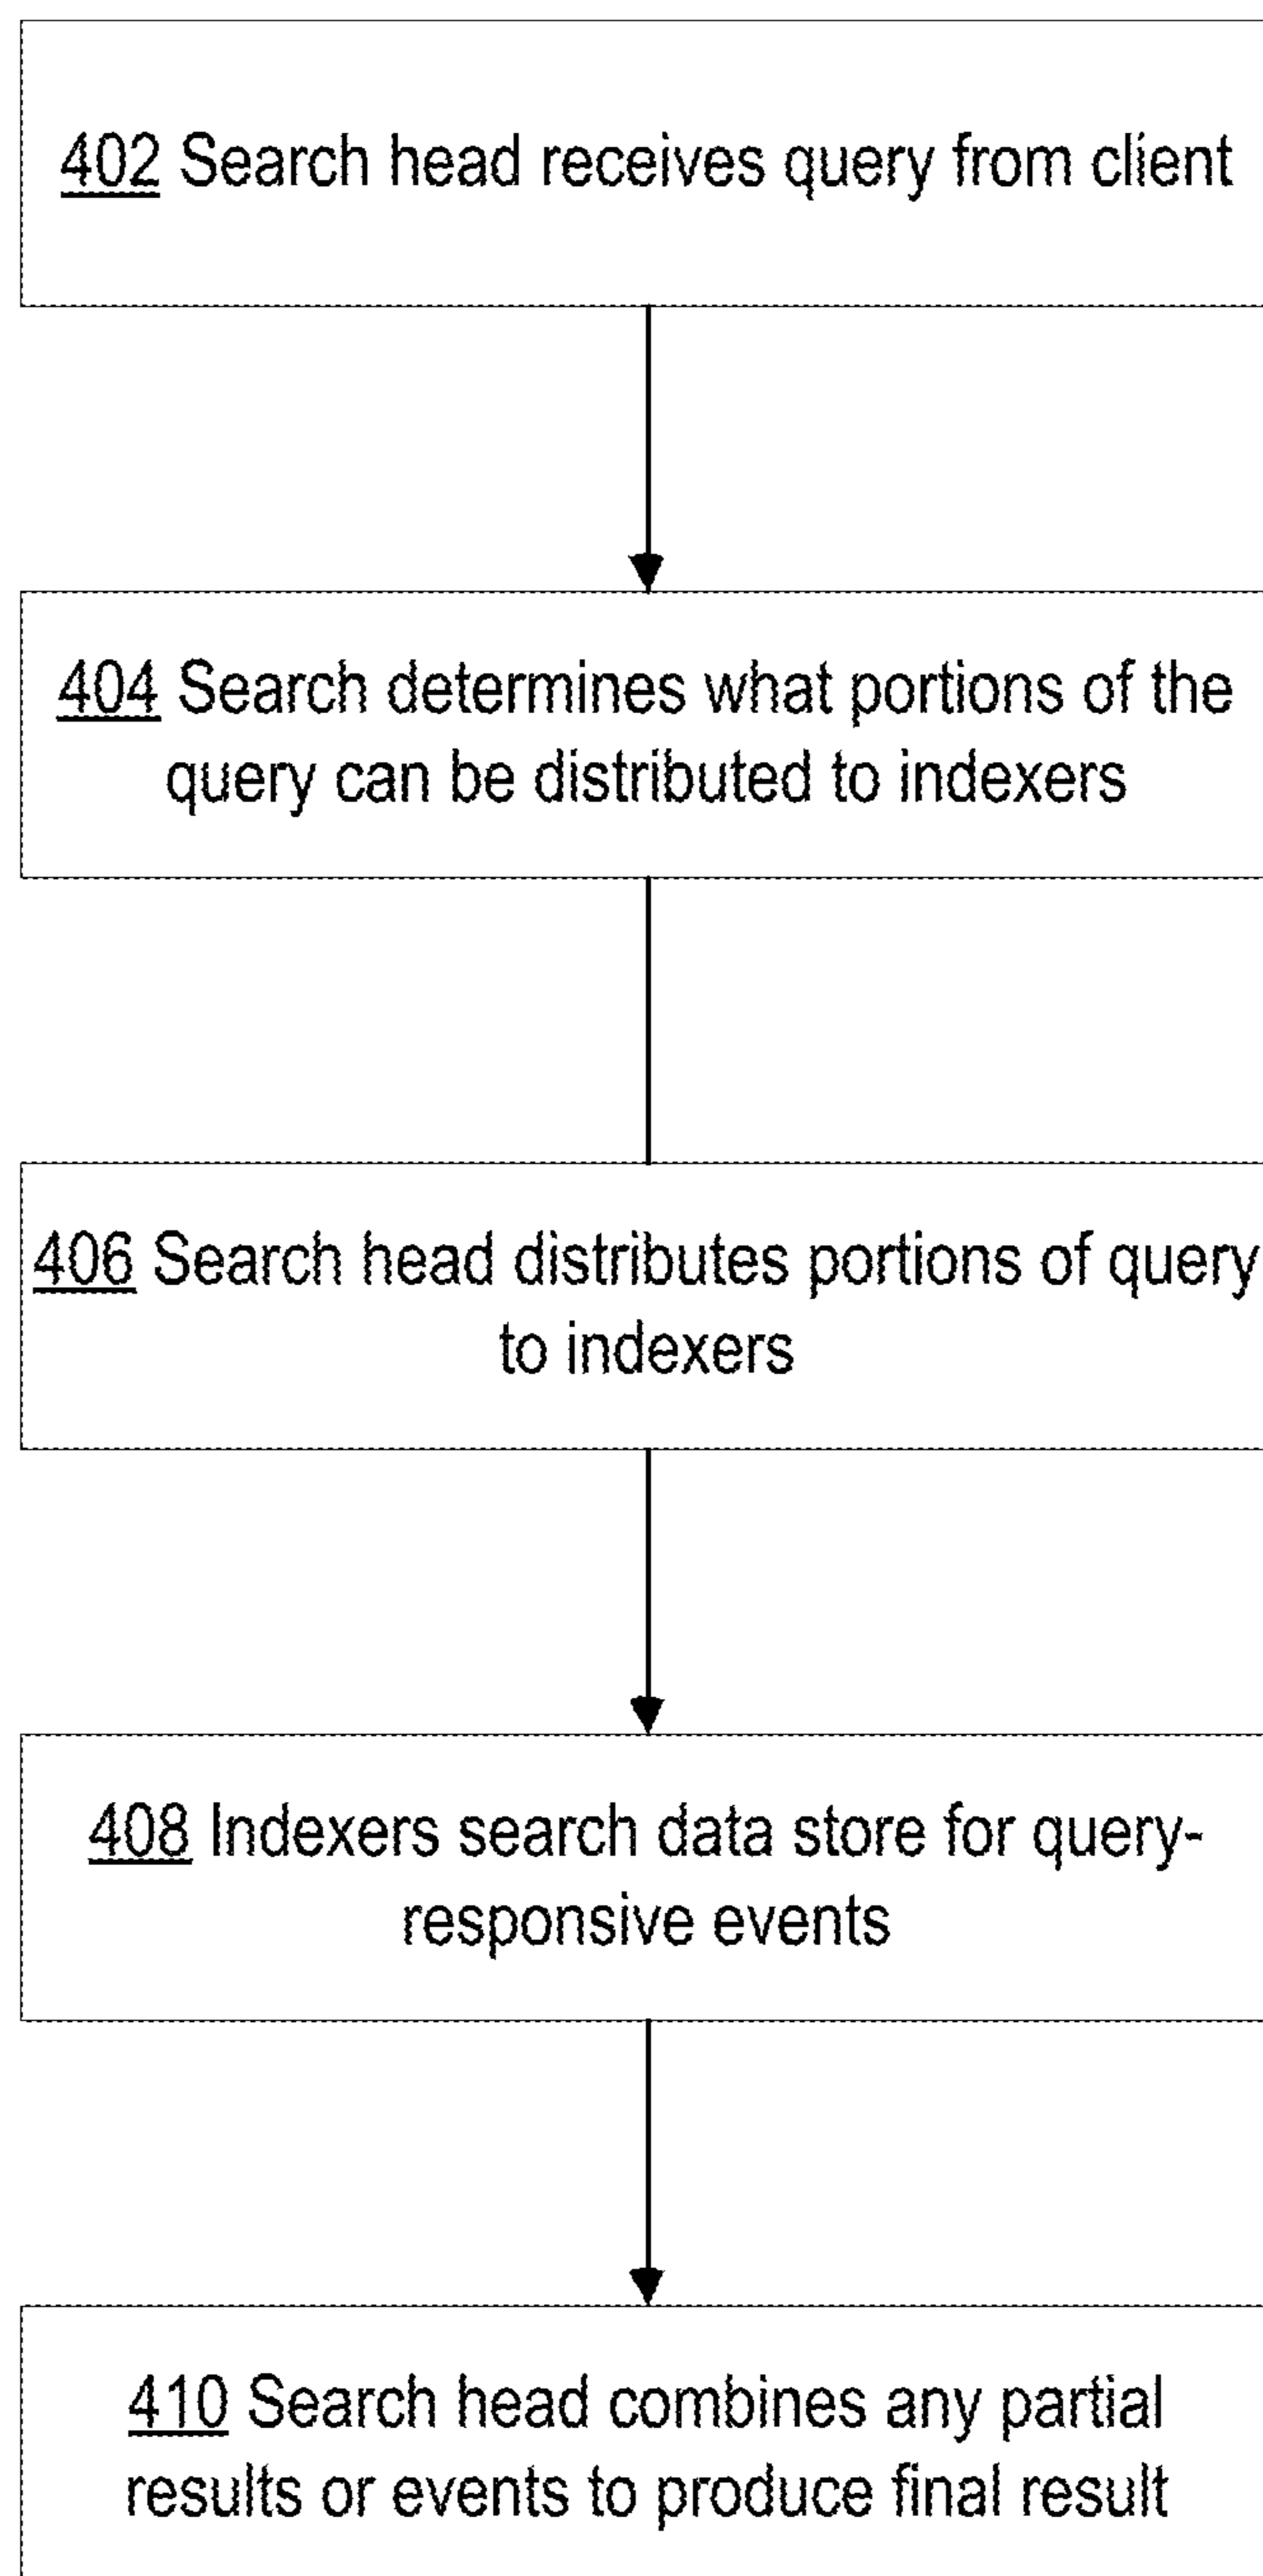 402 Search head receives query from client
404 Search determines what portions of the
query can be distributed to indexers
406 Search head distributes portions of query
to indexers
408 Indexers search data store for query-
responsive events
410 Search head combines any partial
results or events to produce final result